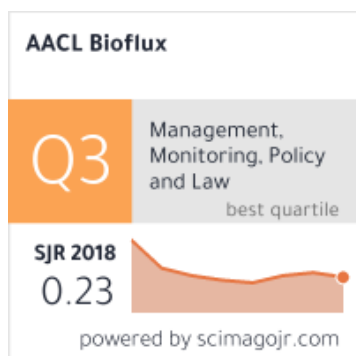 AACL Bioflux
Q3
Management,
Monitoring, Policy
and Law
best quartile
SJR 2018
0.23
powered by scimagojr.com